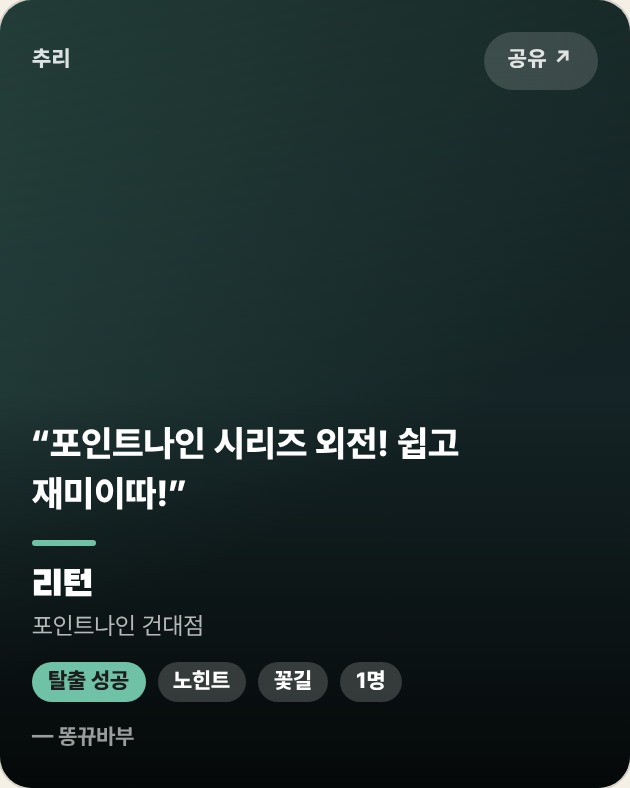 추리
공유 ↗
“포인트나인 시리즈 외전! 쉽고
재미이따!”
리턴
포인트나인 건대점
탈출 성공 노힌트 꽃길 1명
— 똥뀨바부